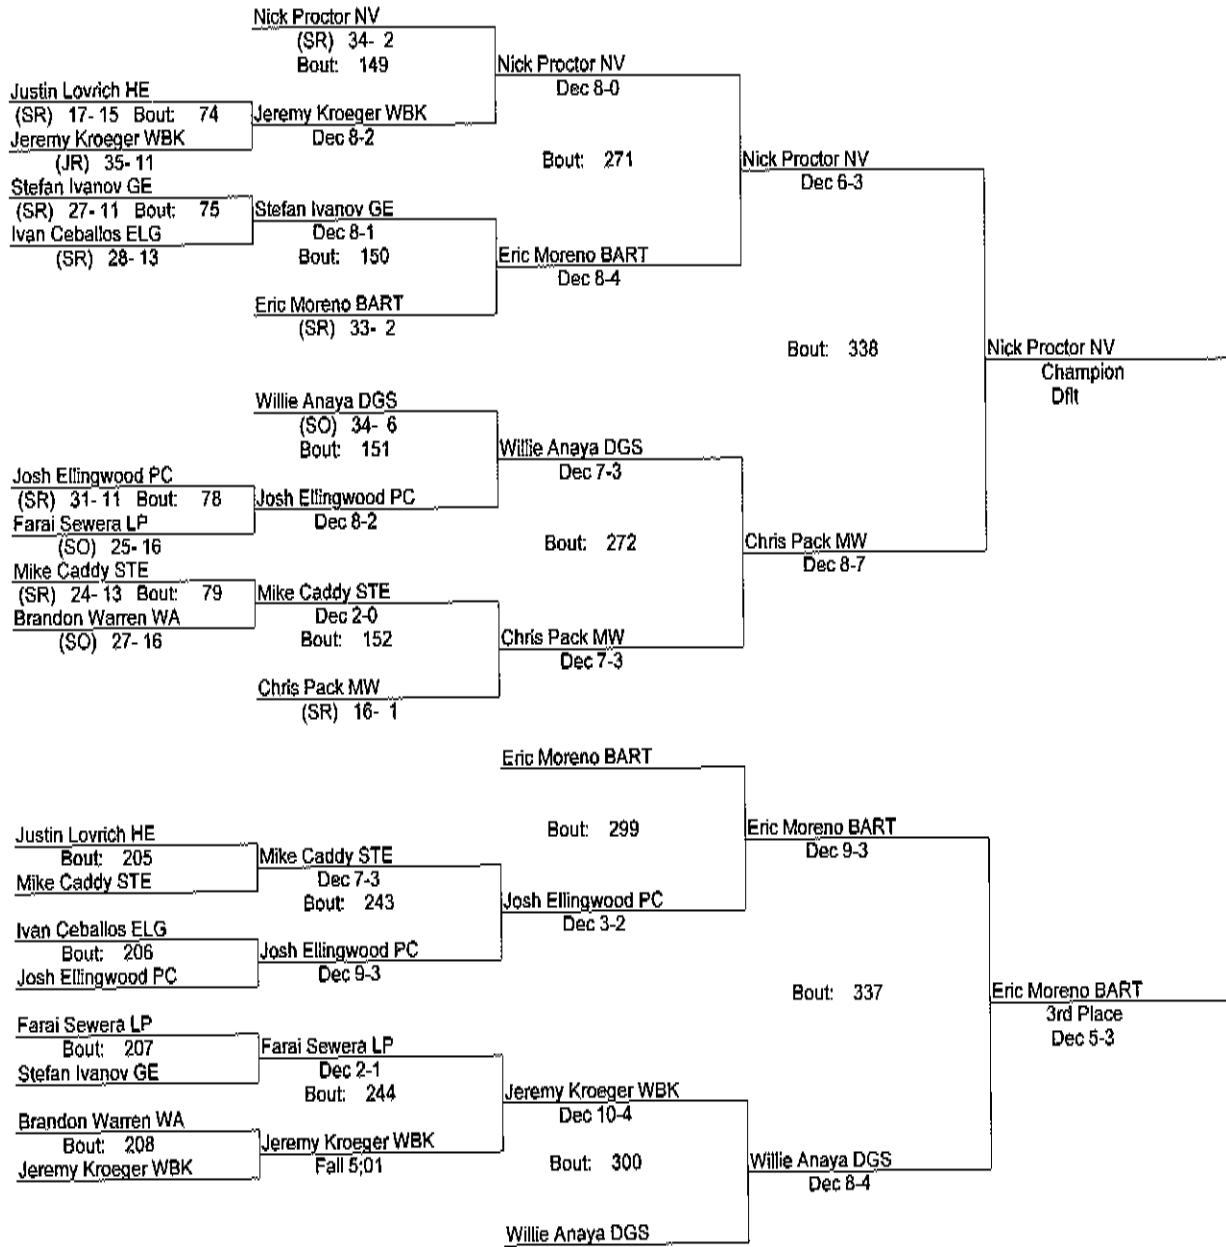 Nick Proctor NV
(SR) 34- 2
Bout: 149
Nick Proctor NV
Dec 8-0
Justin Lovrich HE
(SR) 17- 15 Bout: 74
Jeremy Kroeger WBK
Dec 8-2
Jeremy Kroeger WBK
(JR) 35- 11
Bout: 271
Nick Proctor NV
Dec 6-3
Stefan Ivanov GE
(SR) 27- 11 Bout: 75
Stefan Ivanov GE
Dec 8-1
Ivan Ceballos ELG
(SR) 28- 13
Bout: 150
Eric Moreno BART
Dec 8-4
Eric Moreno BART
(SR) 33- 2
Bout: 338
Nick Proctor NV
Champion
Dflt
Willie Anaya DGS
(SO) 34- 6
Bout: 151
Willie Anaya DGS
Dec 7-3
Josh Ellingwood PC
(SR) 31- 11 Bout: 78
Josh Ellingwood PC
Dec 8-2
Farai Sewera LP
(SO) 25- 16
Bout: 272
Chris Pack MW
Dec 8-7
Mike Caddy STE
(SR) 24- 13 Bout: 79
Mike Caddy STE
Dec 2-0
Brandon Warren WA
(SO) 27- 16
Bout: 152
Chris Pack MW
Dec 7-3
Chris Pack MW
(SR) 16- 1
Eric Moreno BART
Bout: 299
Eric Moreno BART
Dec 9-3
Justin Lovrich HE
Bout: 205
Mike Caddy STE
Mike Caddy STE
Dec 7-3
Bout: 243
Josh Ellingwood PC
Dec 3-2
Ivan Ceballos ELG
Bout: 206
Josh Ellingwood PC
Josh Ellingwood PC
Dec 9-3
Bout: 337
Eric Moreno BART
3rd Place
Dec 5-3
Farai Sewera LP
Bout: 207
Stefan Ivanov GE
Farai Sewera LP
Dec 2-1
Bout: 244
Jeremy Kroeger WBK
Dec 10-4
Brandon Warren WA
Bout: 208
Jeremy Kroeger WBK
Jeremy Kroeger WBK
Fall 5;01
Bout: 300
Willie Anaya DGS
Dec 8-4
Willie Anaya DGS